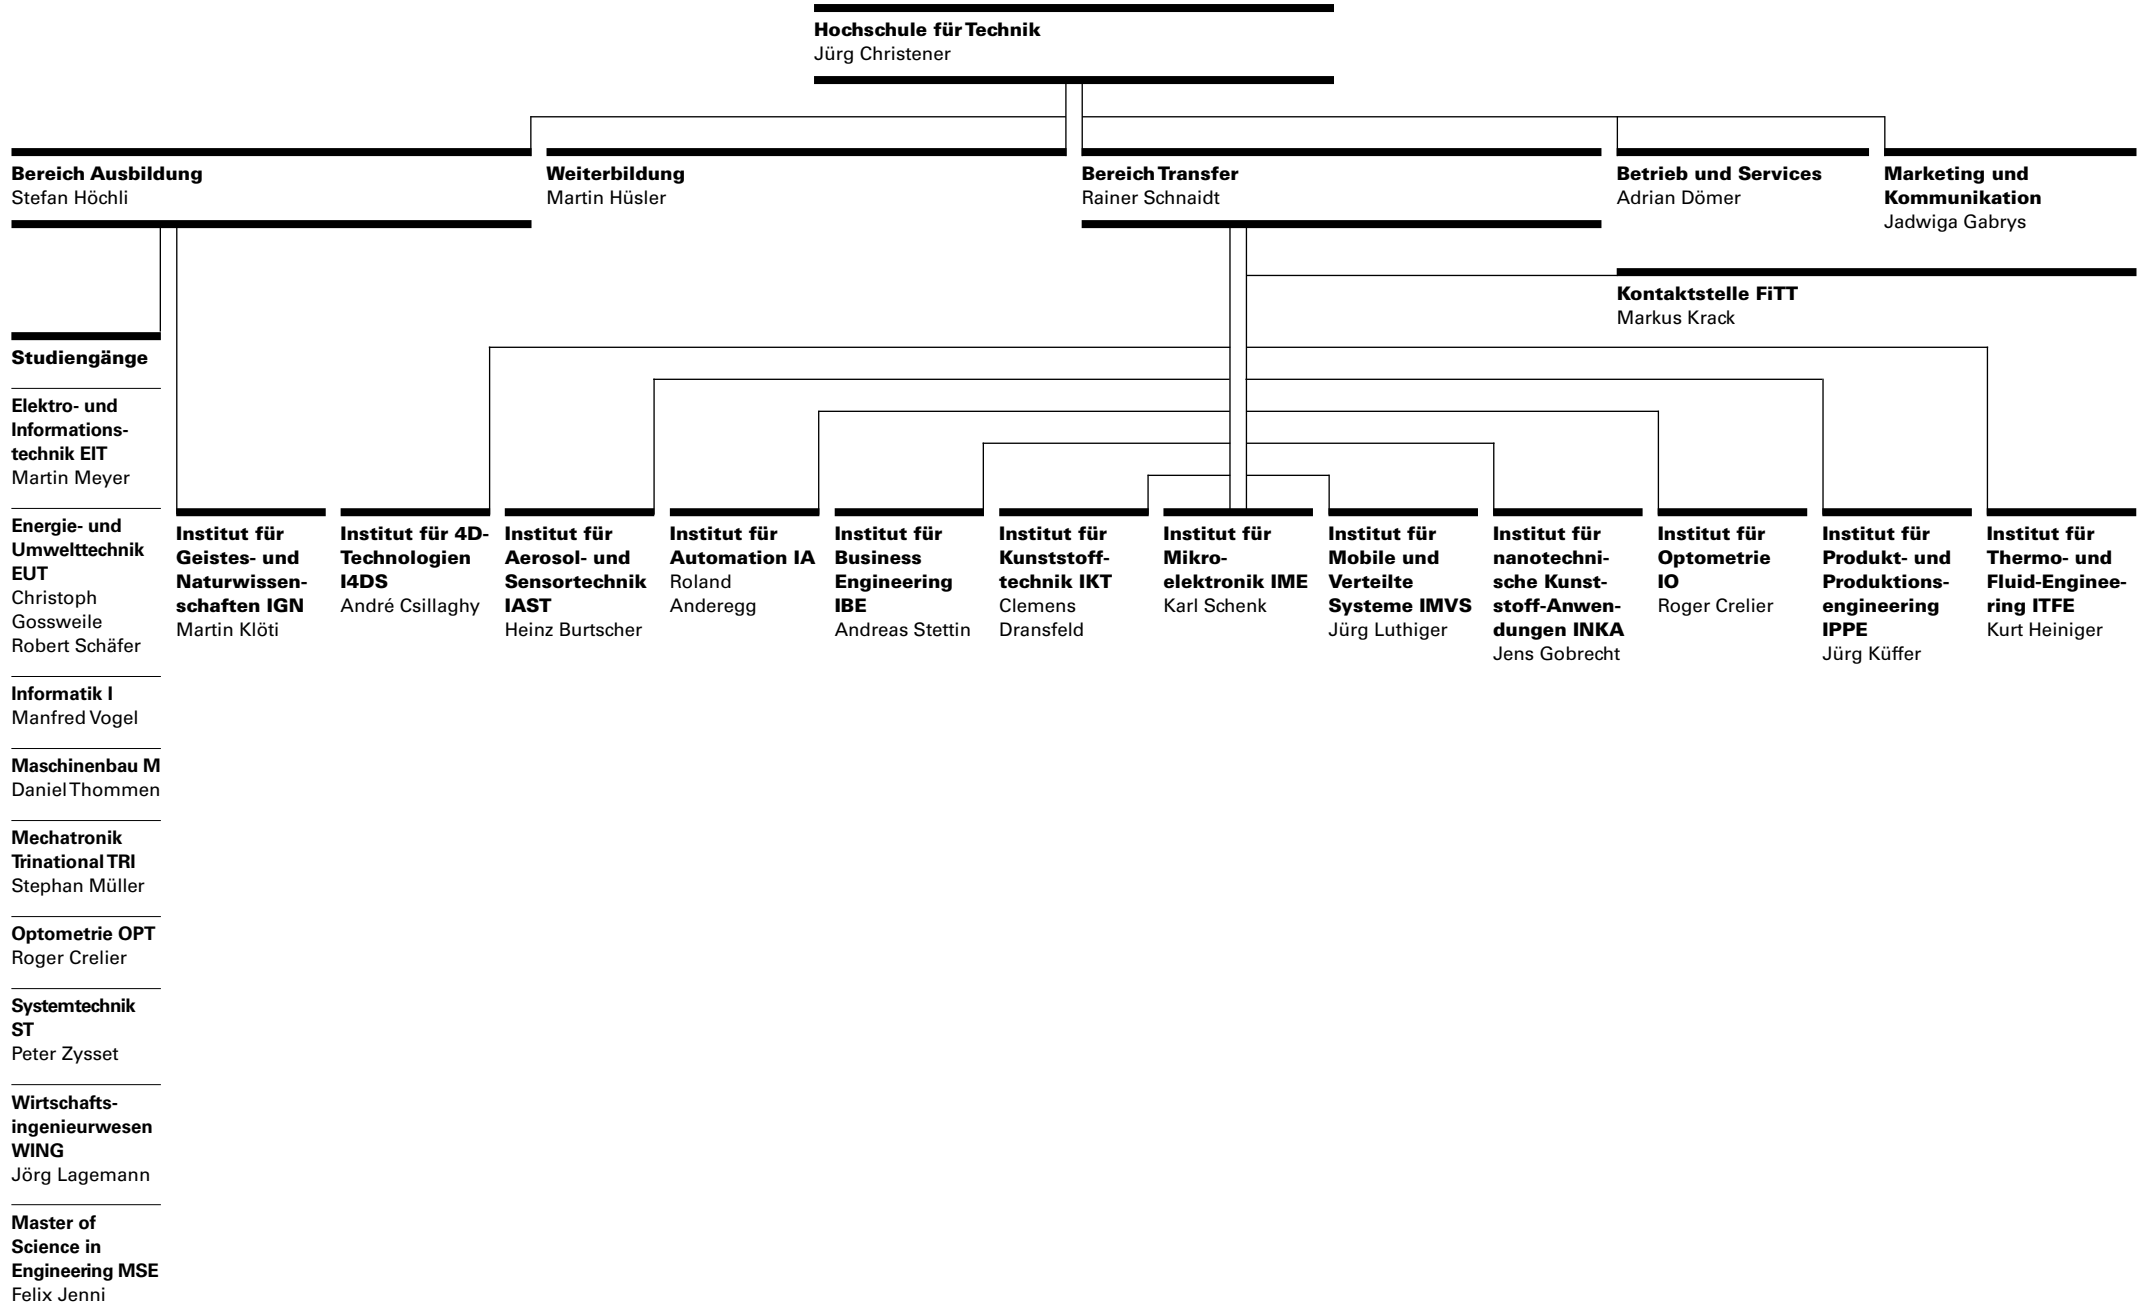 Hochschule für Technik
Jürg Christener
Bereich Ausbildung
Stefan Höchli
Weiterbildung
Martin Hüsler
Bereich Transfer
Rainer Schnaidt
Betrieb und Services
Adrian Dömer
Marketing und
Kommunikation
Jadwiga Gabrys
Kontaktstelle FiTT
Markus Krack
Studiengänge
Elektro- und
Informations-
technik EIT
Martin Meyer
Energie- und
Umwelttechnik
EUT
Christoph
Gossweile
Robert Schäfer
Informatik I
Manfred Vogel
Maschinenbau M
Daniel Thommen
Mechatronik
Trinational TRI
Stephan Müller
Optometrie OPT
Roger Crelier
Systemtechnik
ST
Peter Zysset
Wirtschafts-
ingenieurwesen
WING
Jörg Lagemann
Master of
Science in
Engineering MSE
Felix Jenni
Institut für
Geistes- und
Naturwissen-
schaften IGN
Martin Klöti
Institut für 4D-
Technologien
I4DS
André Csillaghy
Institut für
Aerosol- und
Sensortechnik
IAST
Heinz Burtscher
Institut für
Automation IA
Roland
Anderegg
Institut für
Business
Engineering
IBE
Andreas Stettin
Institut für
Kunststoff-
technik IKT
Clemens
Dransfeld
Institut für
Mikro-
elektronik IME
Karl Schenk
Institut für
Mobile und
Verteilte
Systeme IMVS
Jürg Luthiger
Institut für
nanotechni-
sche Kunst-
stoff-Anwen-
dungen INKA
Jens Gobrecht
Institut für
Optometrie
IO
Roger Crelier
Institut für
Produkt- und
Produktions-
engineering
IPPE
Jürg Küffer
Institut für
Thermo- und
Fluid-Enginee-
ring ITFE
Kurt Heiniger